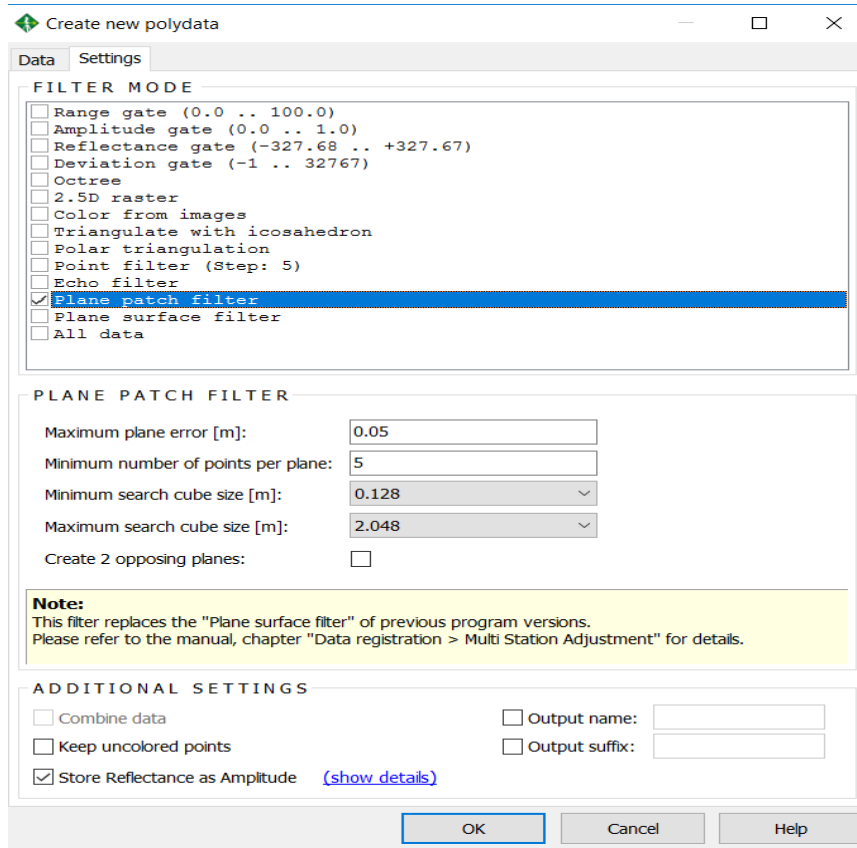 Create new polydata
Data Settings
FILTER MODE
Range gate (0.0 .. 100.0)
Amplitude gate (0.0 .. 1.0)
Reflectance gate (-327.68 .. +327.67)
Deviation gate (-1 .. 32767)
Octree
2.5D raster
Color from images
Triangulate with icosahedron
Polar triangulation
Point filter (Step: 5)
Echo filter
Plane patch filter
Plane surface filter
All data
PLANE PATCH FILTER
Maximum plane error [m]: 0.05
Minimum number of points per plane: 5
Minimum search cube size [m]: 0.128
Maximum search cube size [m]: 2.048
Create 2 opposing planes:
Note:
This filter replaces the "Plane surface filter" of previous program versions.
Please refer to the manual, chapter "Data registration > Multi Station Adjustment" for details.
ADDITIONAL SETTINGS
Combine data Output name:
Keep uncolored points Output suffix:
Store Reflectance as Amplitude (show details)
OK Cancel Help